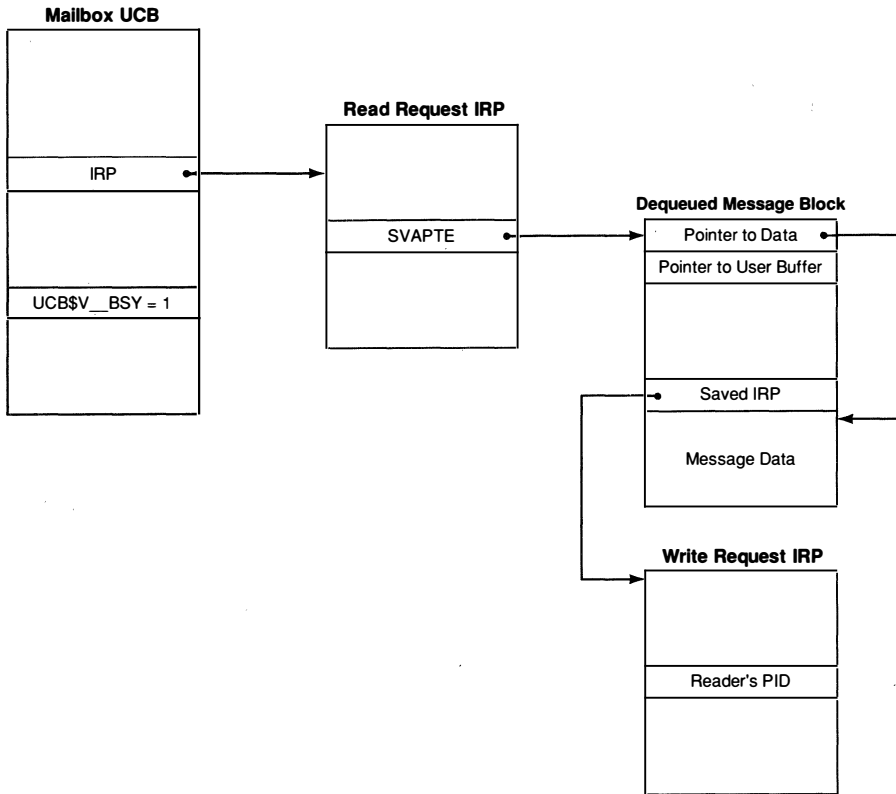 Mailbox UCB
IRP
UCB$V__BSY = 1
Read Request IRP
SVAPTE
Dequeued Message Block
Pointer to Data
Pointer to User Buffer
Saved IRP
Message Data
Write Request IRP
Reader's PID